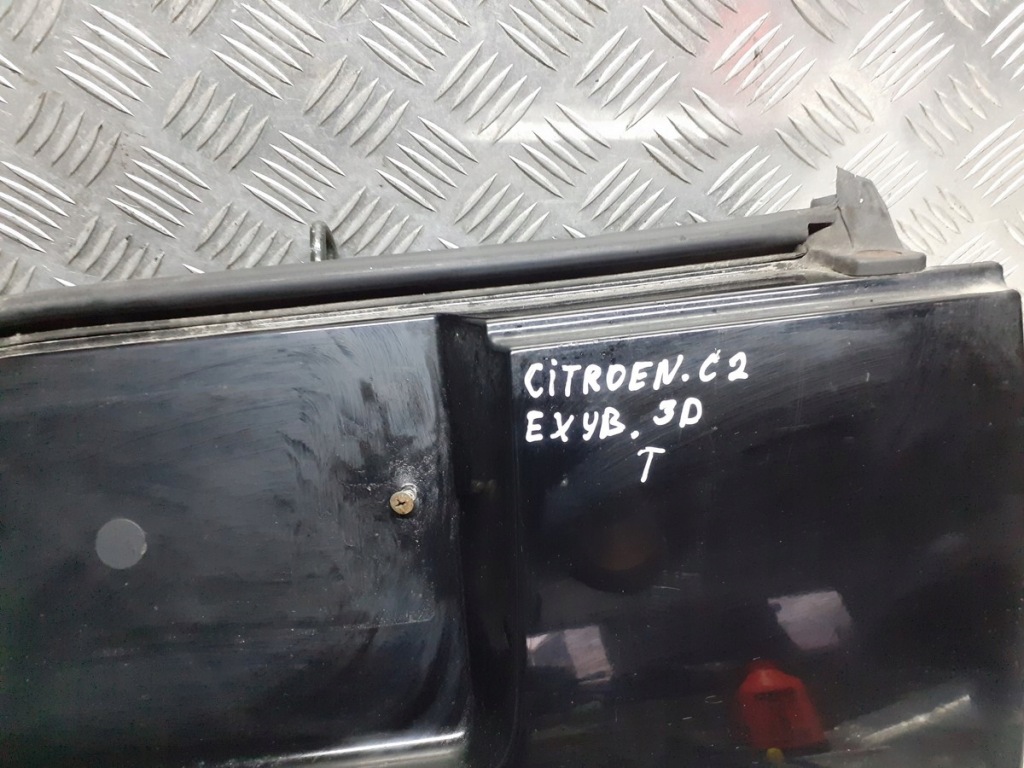 CiTROEN. C2
EXYB. 3D
T